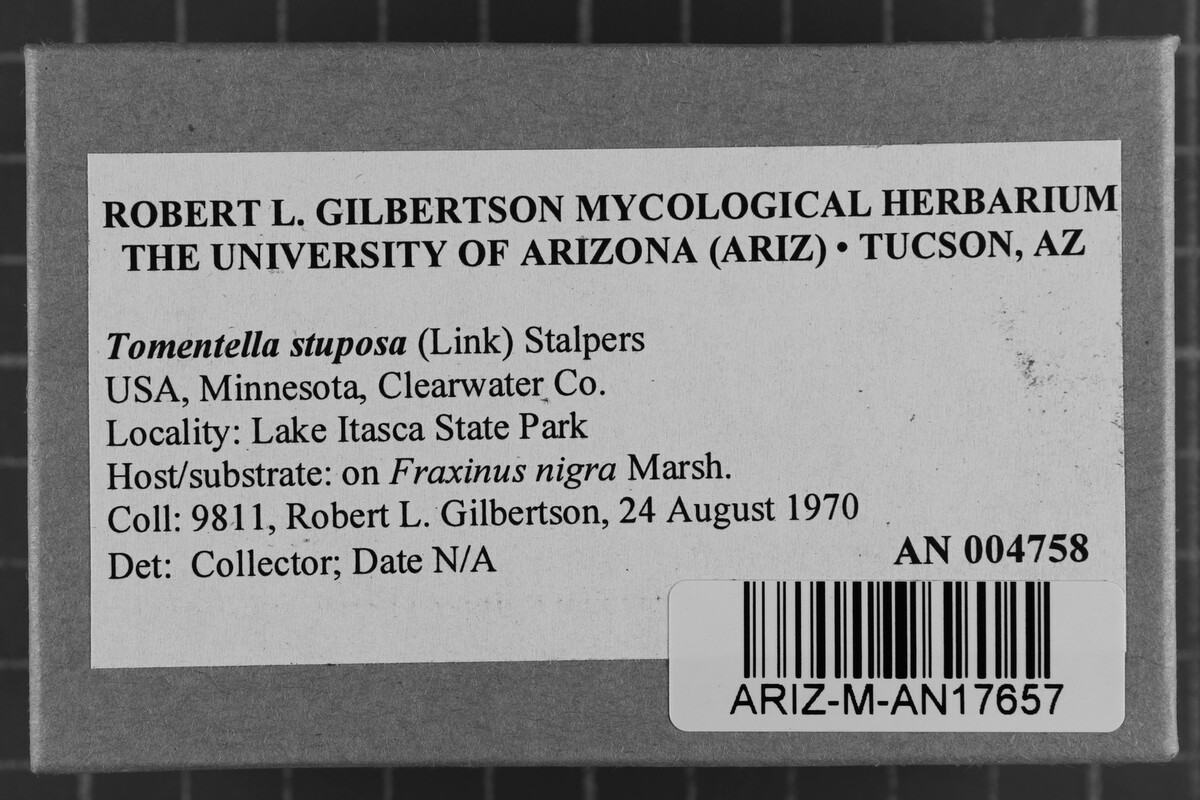 ROBERT L. GILBERTSON MYCOLOGICAL HERBARIUM
THE UNIVERSITY OF ARIZONA (ARIZ) • TUCSON, AZ
Tomentella stuposa (Link) Stalpers
USA, Minnesota, Clearwater Co.
Locality: Lake Itasca State Park
Host/substrate: on Fraxinus nigra Marsh.
Coll: 9811, Robert L. Gilbertson, 24 August 1970
Det: Collector; Date N/A
AN 004758
ARIZ-M-AN17657